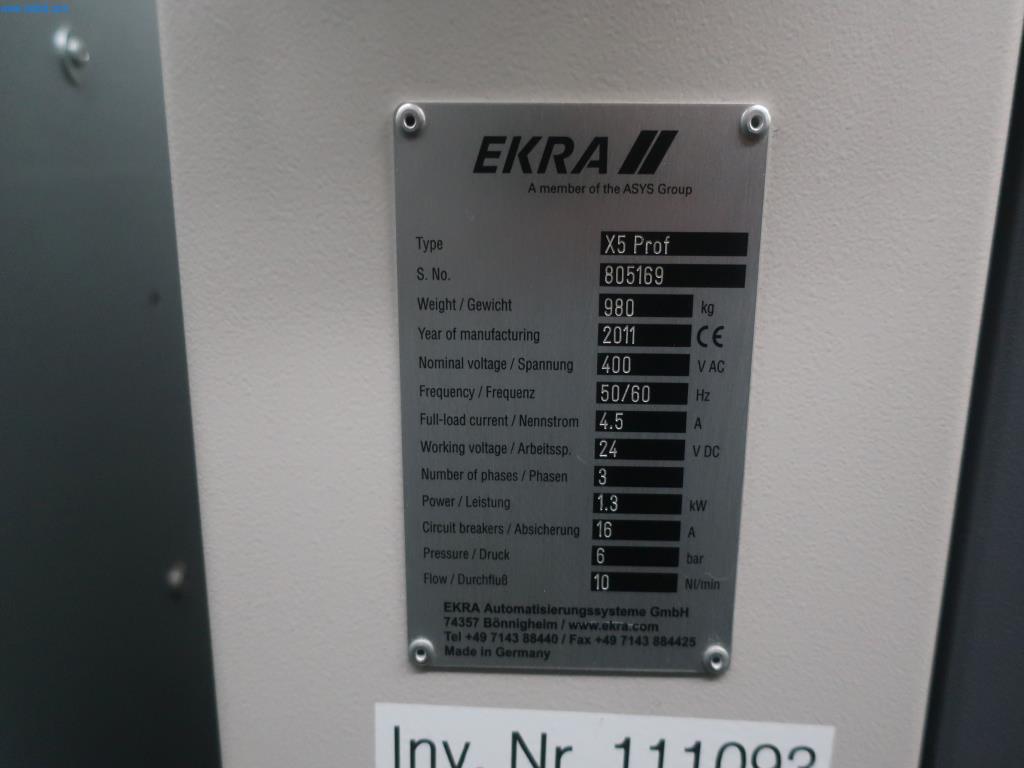 EKRA
A member of the ASYS Group
Type X5 Prof
S. No. 805169
Weight / Gewicht 980 kg
Year of manufacturing 2011 CE
Nominal voltage / Spannung 400 V AC
Frequency / Frequenz 50/60 Hz
Full-load current / Nennstrom 4.5 A
Working voltage / Arbeitssp. 24 V DC
Number of phases / Phasen 3
Power / Leistung 1.3 kW
Circuit breakers / Absicherung 16 A
Pressure / Druck 6 bar
Flow / Durchfluß 10 Nl/min
EKRA Automatisierungssysteme GmbH
74357 Bönnigheim / www.ekra.com
Tel +49 7143 88440 / Fax +49 7143 884425
Made in Germany
Inv. Nr. 111093